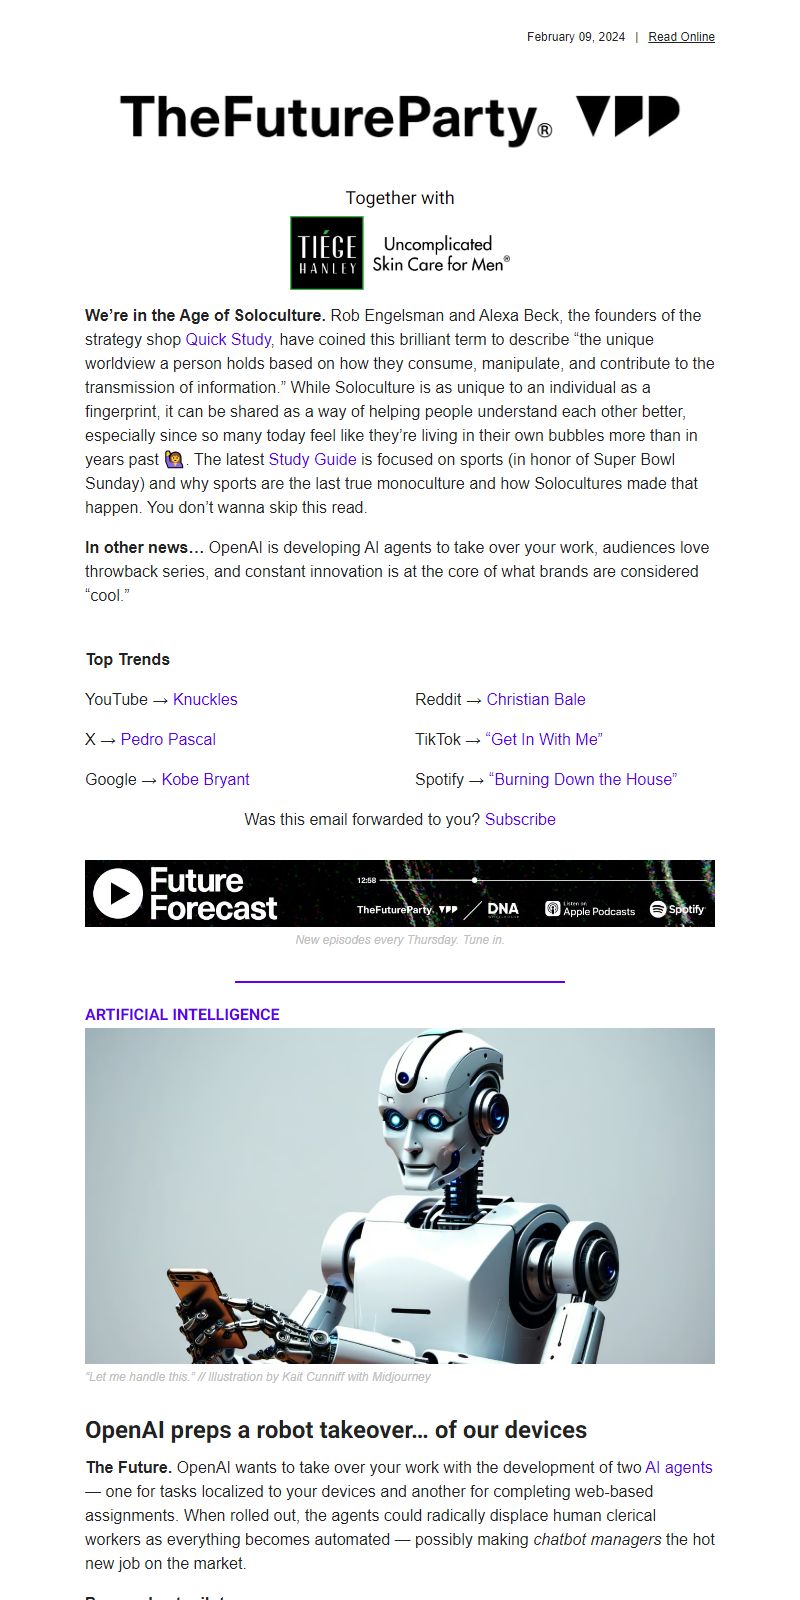 February 09, 2024 | Read Online
TheFutureParty®
Together with
TIÉGE
HANLEY
Uncomplicated
Skin Care for Men®
We’re in the Age of Soloculture. Rob Engelsman and Alexa Beck, the founders of the
strategy shop Quick Study, have coined this brilliant term to describe “the unique
worldview a person holds based on how they consume, manipulate, and contribute to the
transmission of information.” While Soloculture is as unique to an individual as a
fingerprint, it can be shared as a way of helping people understand each other better,
especially since so many today feel like they’re living in their own bubbles more than in
years past 🙋. The latest Study Guide is focused on sports (in honor of Super Bowl
Sunday) and why sports are the last true monoculture and how Solocultures made that
happen. You don’t wanna skip this read.
In other news… OpenAI is developing AI agents to take over your work, audiences love
throwback series, and constant innovation is at the core of what brands are considered
“cool.”
Top Trends
YouTube → Knuckles
Reddit → Christian Bale
X → Pedro Pascal
TikTok → “Get In With Me”
Google → Kobe Bryant
Spotify → “Burning Down the House”
Was this email forwarded to you? Subscribe
Future
Forecast
12:58
TheFutureParty
DNA
Listen on
Apple Podcasts
Spotify
New episodes every Thursday. Tune in.
ARTIFICIAL INTELLIGENCE
“Let me handle this.” // Illustration by Kait Cunniff with Midjourney
OpenAI preps a robot takeover… of our devices
The Future. OpenAI wants to take over your work with the development of two AI agents
— one for tasks localized to your devices and another for completing web-based
assignments. When rolled out, the agents could radically displace human clerical
workers as everything becomes automated — possibly making chatbot managers the hot
new job on the market.